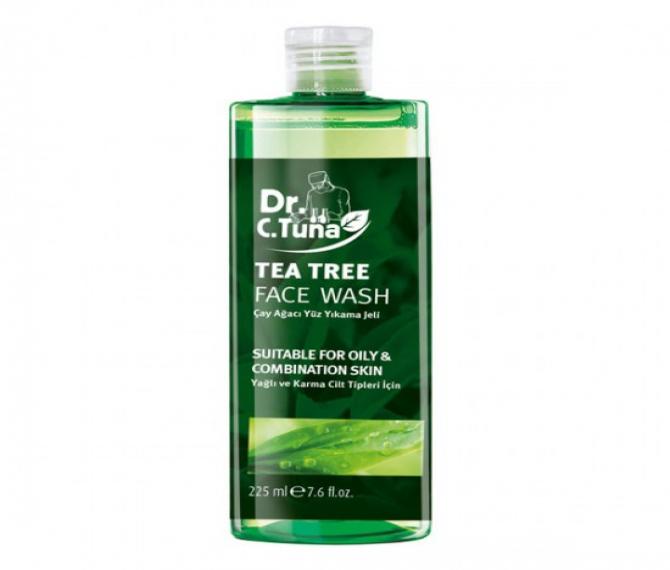 Dr.
C.Tuna
TEA TREE
FACE WASH
Çay Ağacı Yüz Yıkama Jeli
SUITABLE FOR OILY &
COMBINATION SKIN
Yağlı ve Karma Cilt Tipleri İçin
225 ml ℮ 7.6 fl.oz.